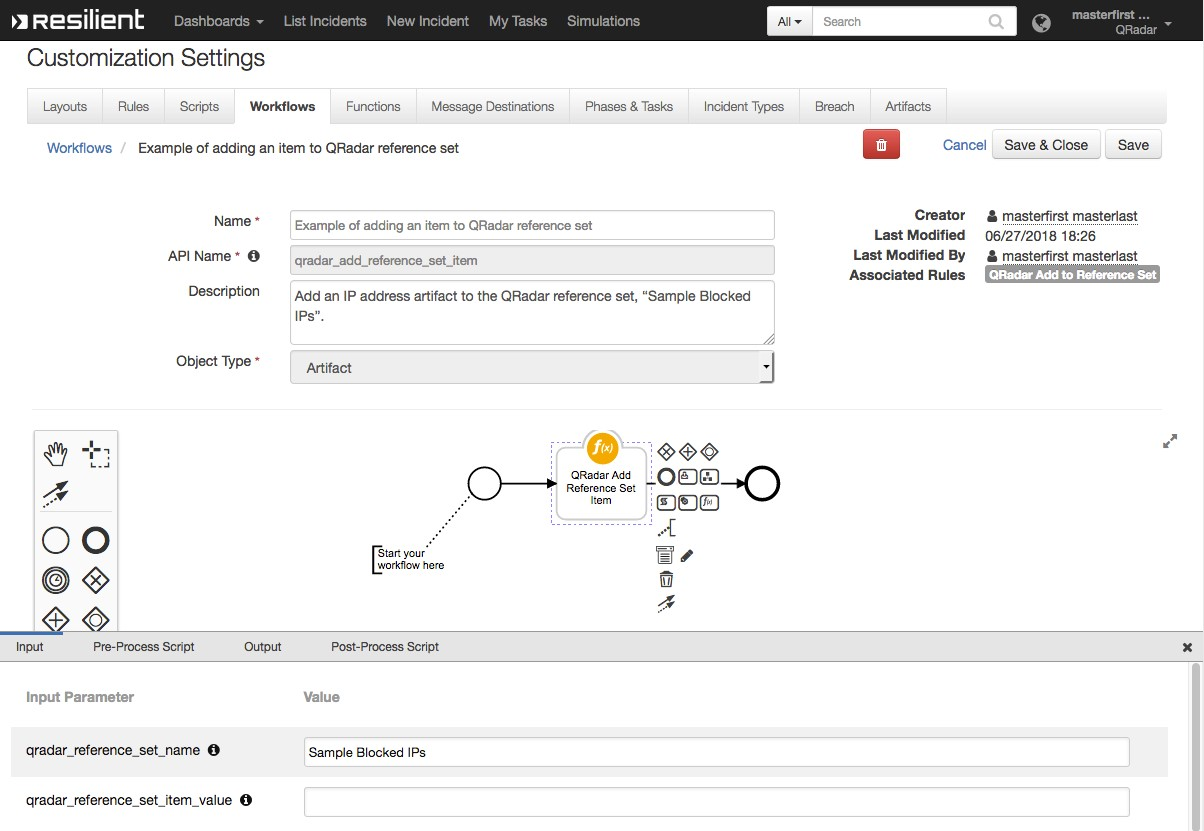 resilient Dashboards List Incidents New Incident My Tasks Simulations All Search masterfirst ...
QRadar
Customization Settings
Layouts Rules Scripts Workflows Functions Message Destinations Phases & Tasks Incident Types Breach Artifacts
Workflows / Example of adding an item to QRadar reference set Cancel Save & Close Save
Name * Example of adding an item to QRadar reference set
API Name * qradar_add_reference_set_item
Description Add an IP address artifact to the QRadar reference set, “Sample Blocked
IPs”.
Object Type * Artifact
Creator masterfirst masterlast
Last Modified 06/27/2018 18:26
Last Modified By masterfirst masterlast
Associated Rules QRadar Add to Reference Set
f(x)
QRadar Add
Reference Set
Item
Start your
workflow here
Input Pre-Process Script Output Post-Process Script
Input Parameter Value
qradar_reference_set_name Sample Blocked IPs
qradar_reference_set_item_value